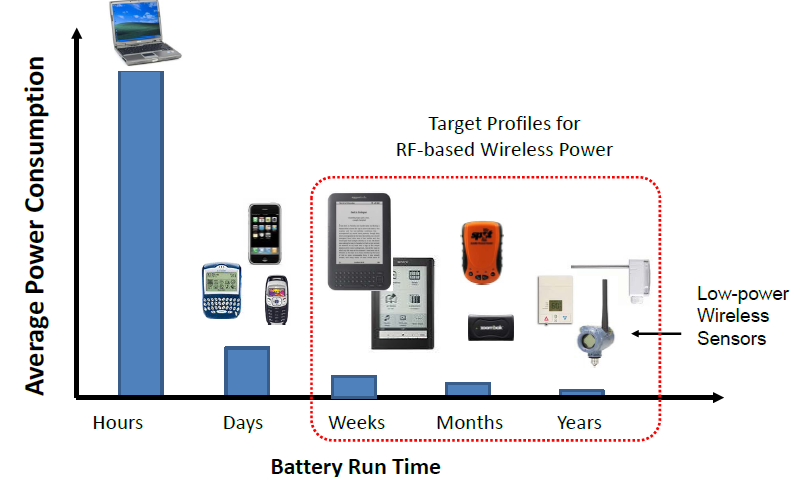 Average Power Consumption
Target Profiles for
RF-based Wireless Power
spot
Low-power
Wireless
Sensors
Hours
Days
Weeks
Months
Years
Battery Run Time